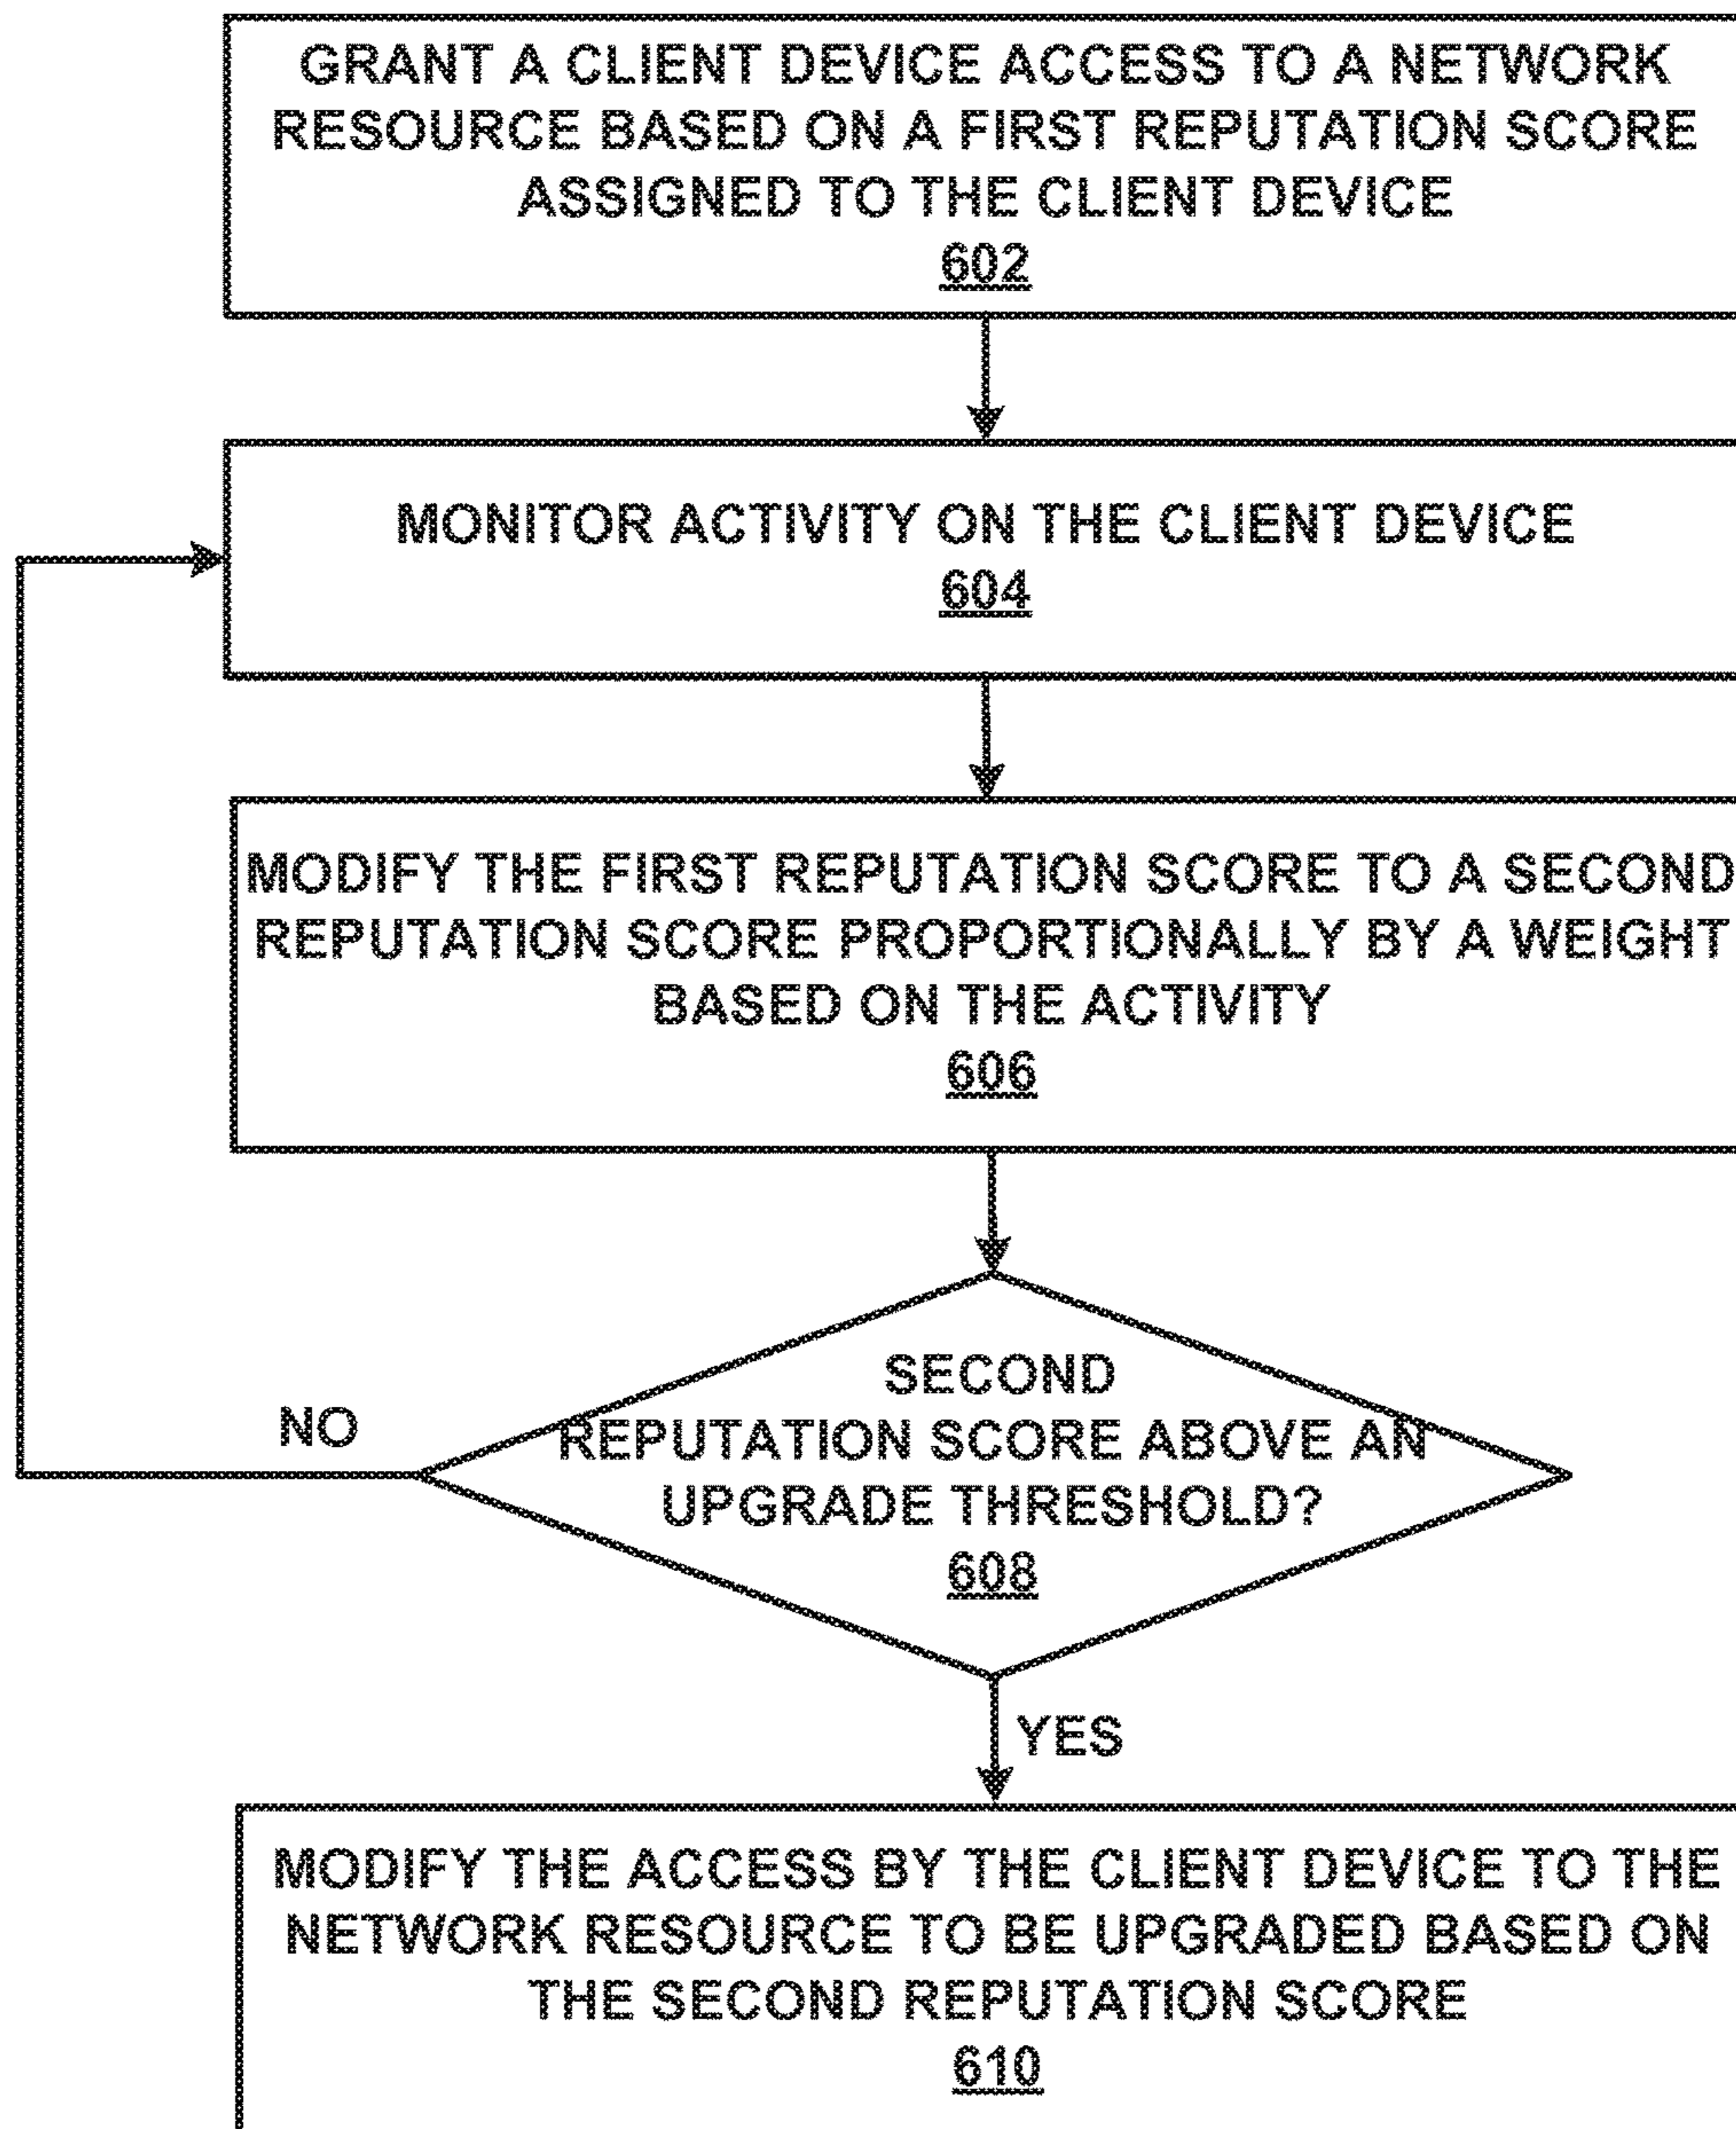 GRANT A CLIENT DEVICE ACCESS TO A NETWORK
RESOURCE BASED ON A FIRST REPUTATION SCORE
ASSIGNED TO THE CLIENT DEVICE
602
MONITOR ACTIVITY ON THE CLIENT DEVICE
604
MODIFY THE FIRST REPUTATION SCORE TO A SECOND
REPUTATION SCORE PROPORTIONALLY BY A WEIGHT
BASED ON THE ACTIVITY
606
SECOND
REPUTATION SCORE ABOVE AN
UPGRADE THRESHOLD?
608
NO
YES
MODIFY THE ACCESS BY THE CLIENT DEVICE TO THE
NETWORK RESOURCE TO BE UPGRADED BASED ON
THE SECOND REPUTATION SCORE
610